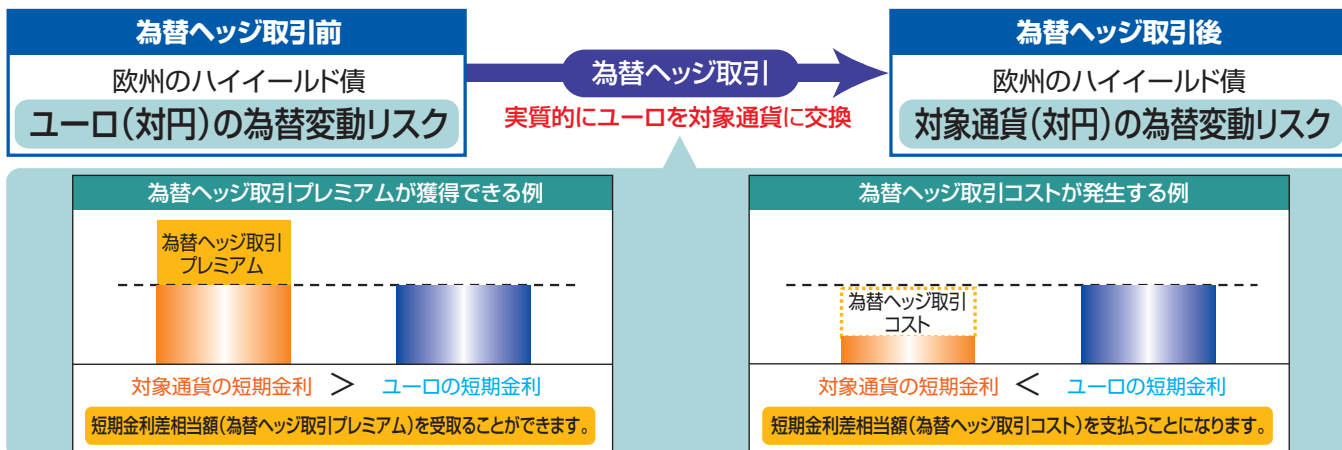 為替ヘッジ取引前
欧州のハイイールド債
ユーロ(対円)の為替変動リスク
為替ヘッジ取引
実質的にユーロを対象通貨に交換
為替ヘッジ取引後
欧州のハイイールド債
対象通貨(対円)の為替変動リスク
為替ヘッジ取引プレミアムが獲得できる例
為替ヘッジ取引
プレミアム
対象通貨の短期金利 > ユーロの短期金利
短期金利差相当額(為替ヘッジ取引プレミアム)を受取ることができます。
為替ヘッジ取引コストが発生する例
為替ヘッジ取引
コスト
対象通貨の短期金利 < ユーロの短期金利
短期金利差相当額(為替ヘッジ取引コスト)を支払うことになります。